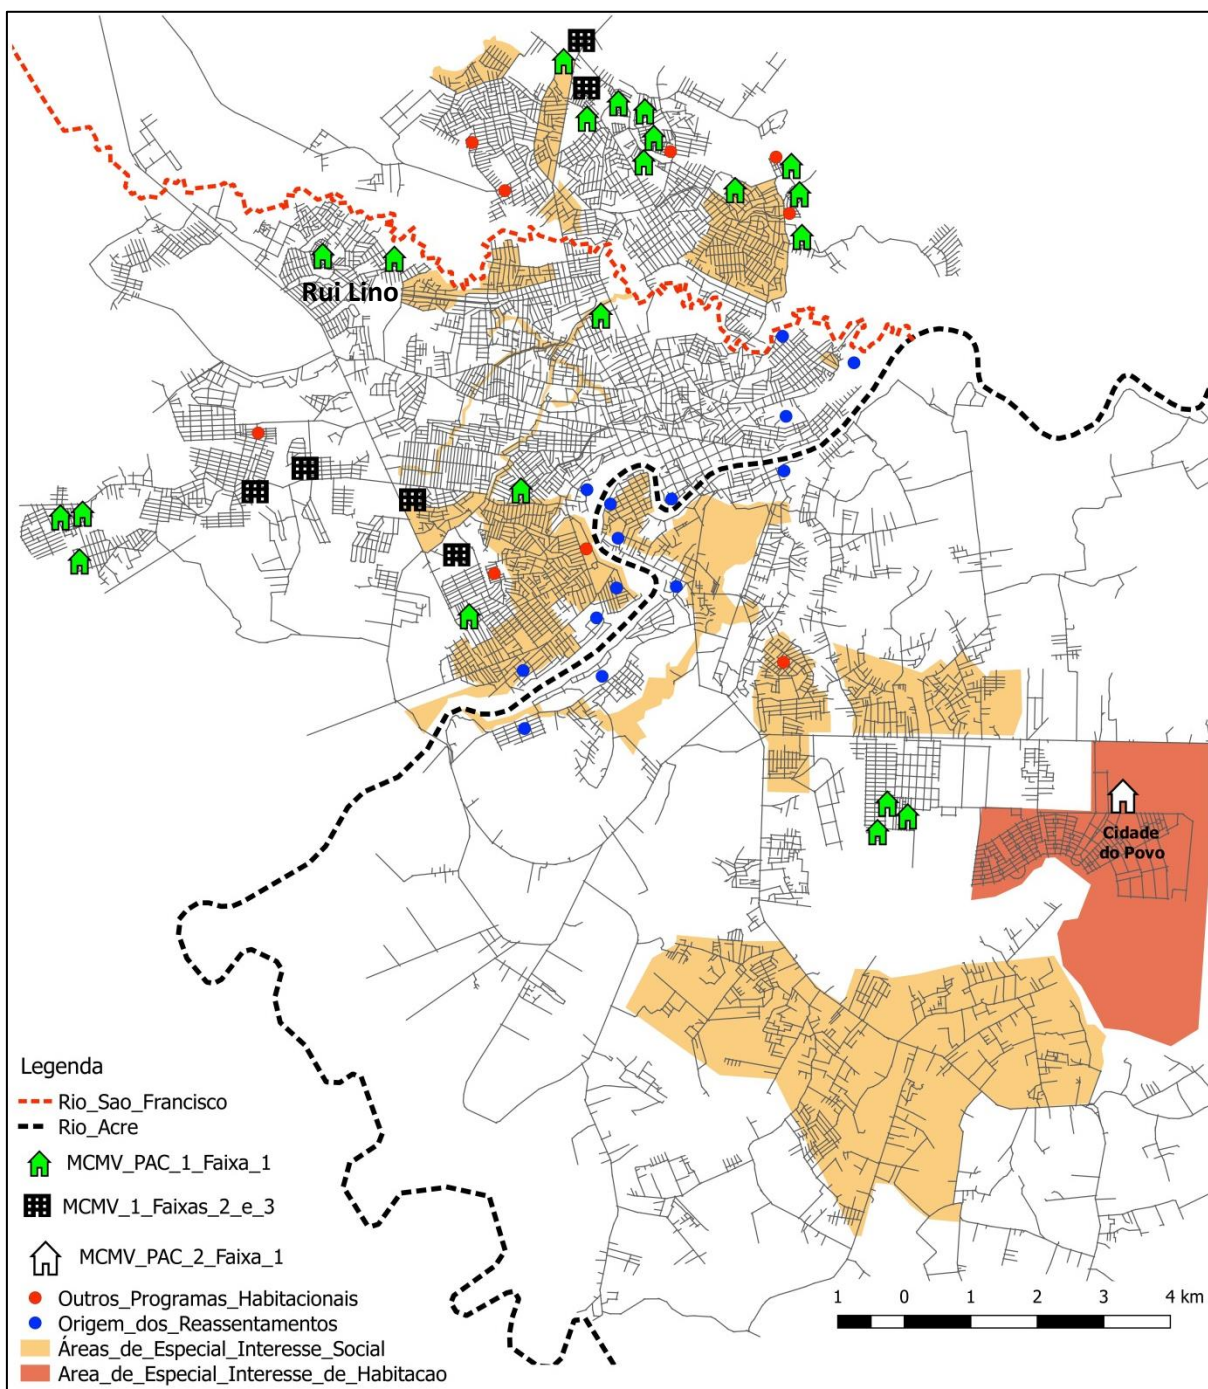 Rui Lino
Cidade
do Povo
Legenda
Rio_Sao_Francisco
Rio_Acre
MCMV_PAC_1_Faixa_1
MCMV_1_Faixas_2_e_3
MCMV_PAC_2_Faixa_1
Outros_Programas_Habitacionais
Origem_dos_Reassentamentos
Áreas_de_Especial_Interesse_Social
Area_de_Especial_Interesse_de_Habitacao
1 0 1 2 3 4 km